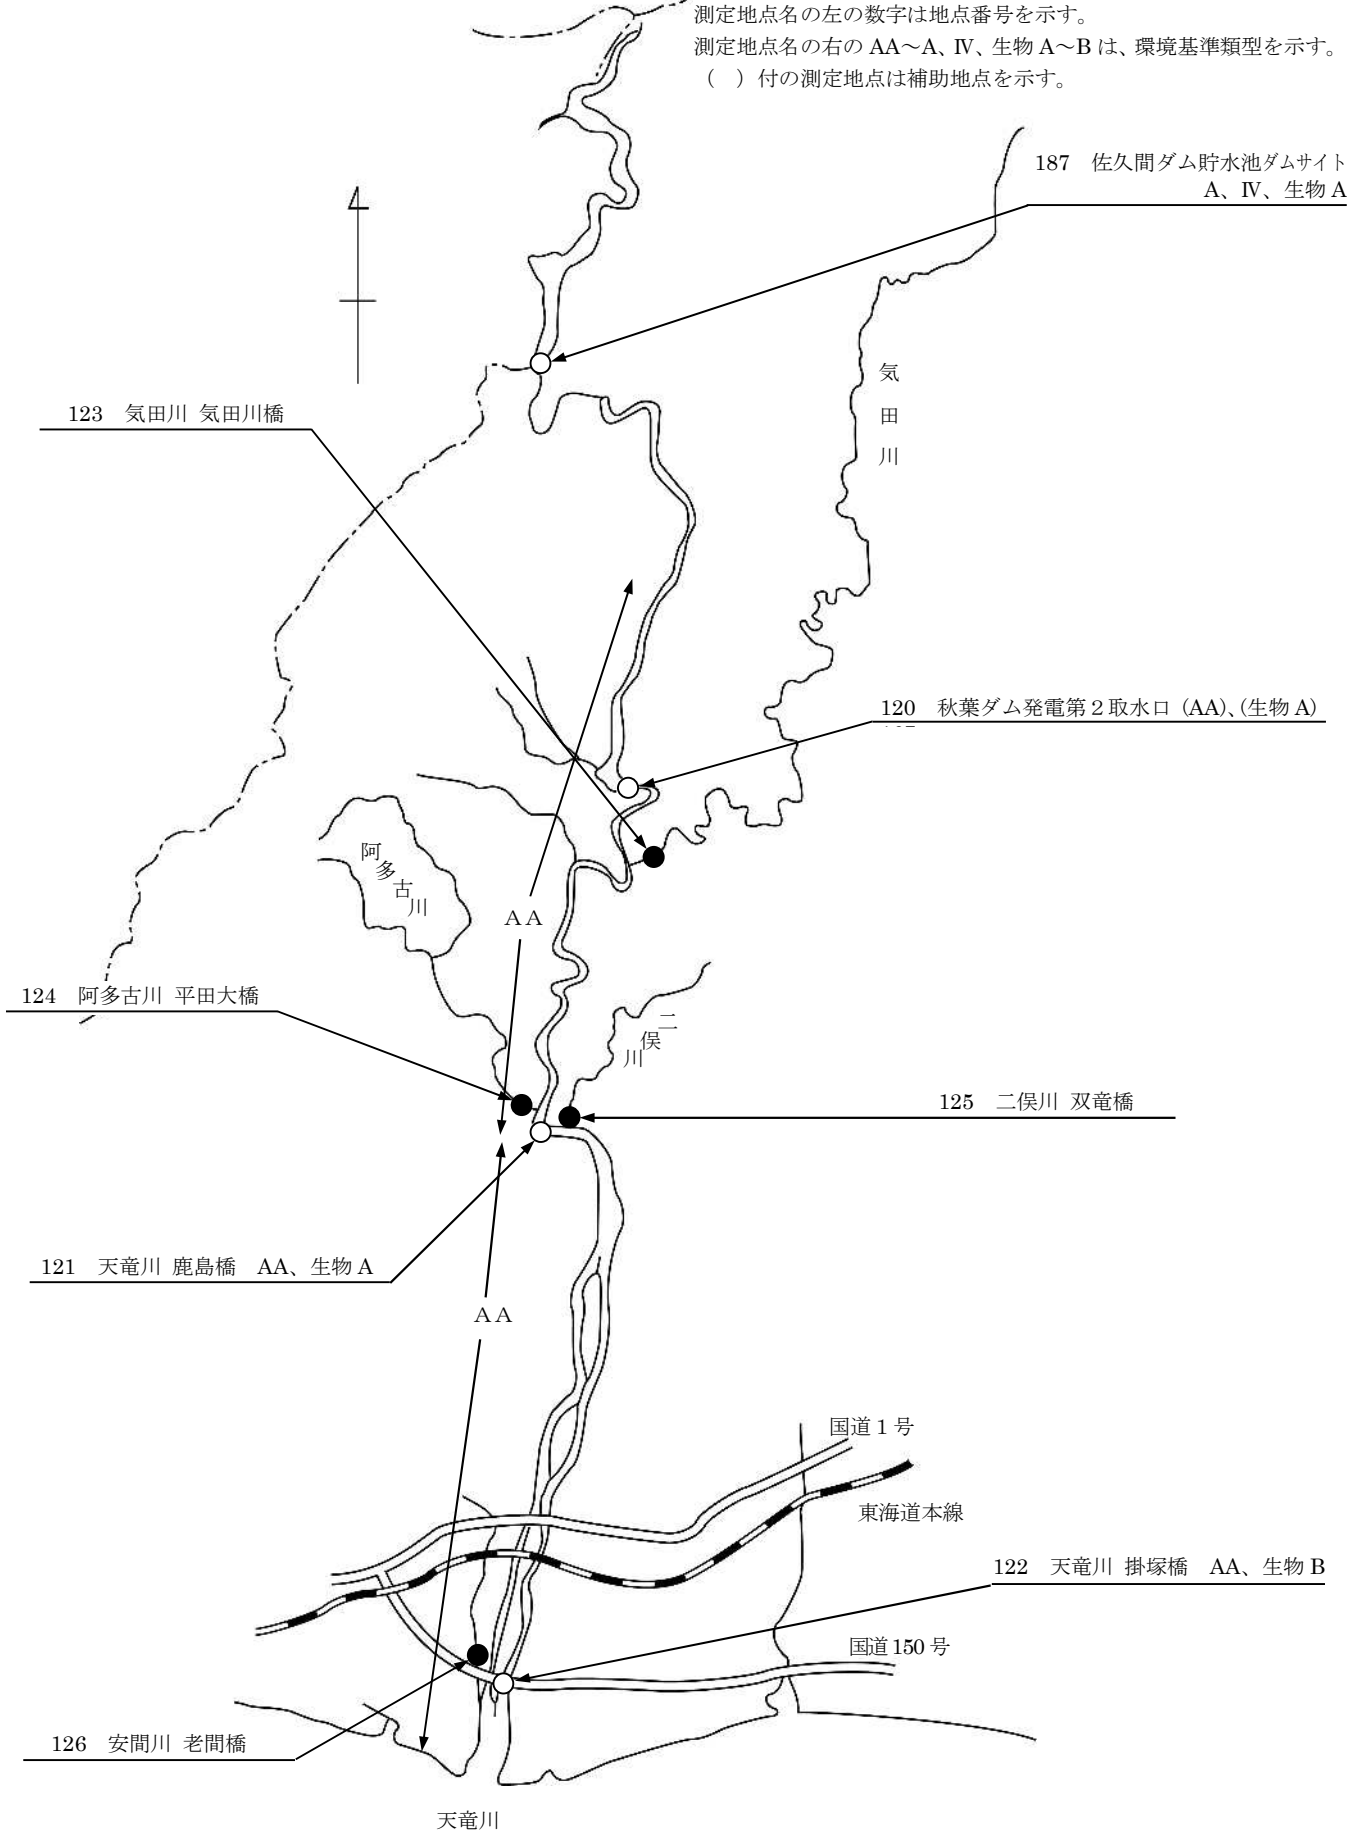 測定地点名の左の数字は地点番号を示す。
測定地点名の右の AA～A、Ⅳ、生物 A～B は、環境基準類型を示す。
（　）付の測定地点は補助地点を示す。
187　佐久間ダム貯水池ダムサイト
A、Ⅳ、生物 A
気田川
123　気田川 気田川橋
120　秋葉ダム発電第２取水口 (AA)、(生物 A)
阿多古川
ＡＡ
124　阿多古川 平田大橋
二俣川
125　二俣川 双竜橋
121　天竜川 鹿島橋　AA、生物 A
ＡＡ
国道 1 号
東海道本線
122　天竜川 掛塚橋　AA、生物 B
国道 150 号
126　安間川 老間橋
天竜川